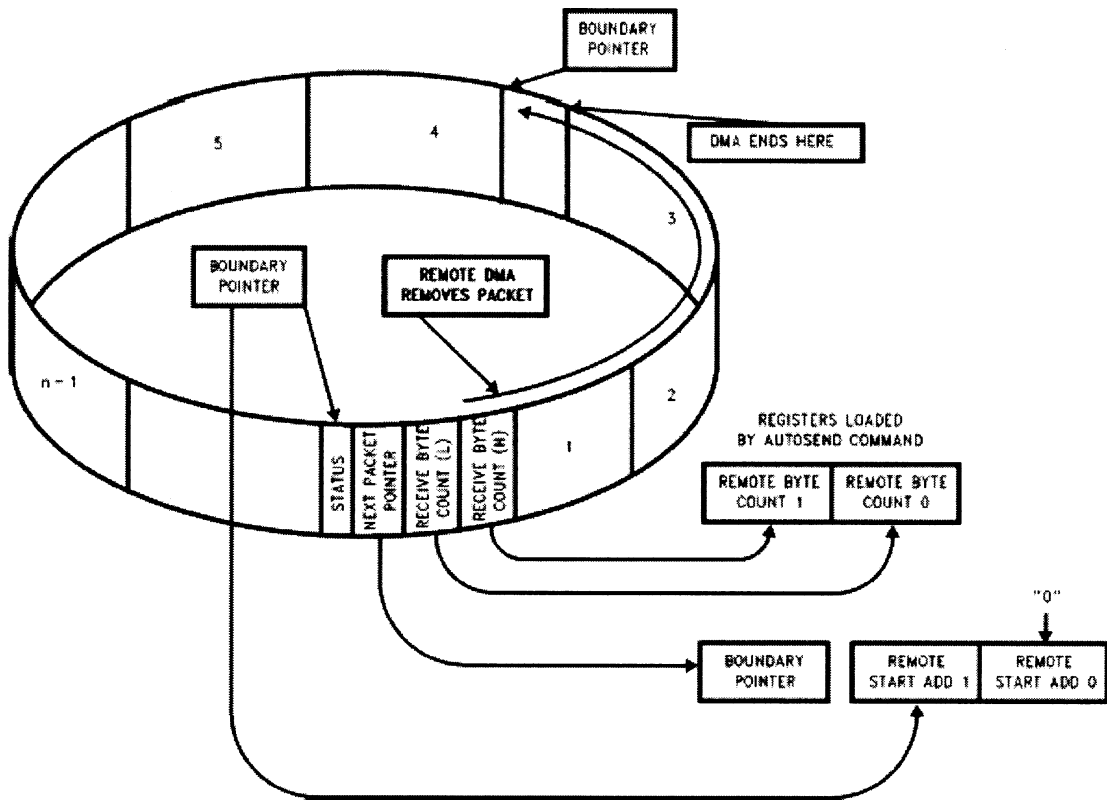 BOUNDARY
POINTER
DMA ENDS HERE
5
4
3
BOUNDARY
POINTER
REMOTE DMA
REMOVES PACKET
n-1
2
1
STATUS
NEXT PACKET
POINTER
RECEIVE BYTE
COUNT (L)
RECEIVE BYTE
COUNT (H)
REGISTERS LOADED
BY AUTOSEND COMMAND
REMOTE BYTE
COUNT 1
REMOTE BYTE
COUNT 0
"0"
BOUNDARY
POINTER
REMOTE
START ADD 1
REMOTE
START ADD 0